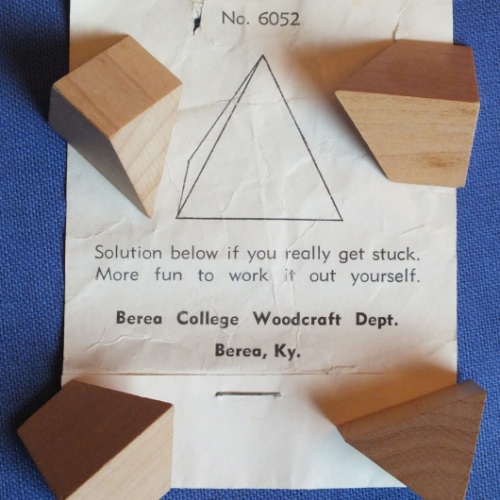 No. 6052
Solution below if you really get stuck.
More fun to work it out yourself.
Berea College Woodcraft Dept.
Berea, Ky.